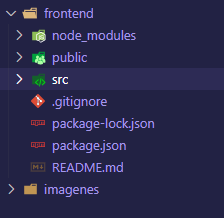 frontend
node_modules
public
src
.gitignore
package-lock.json
package.json
README.md
imagenes